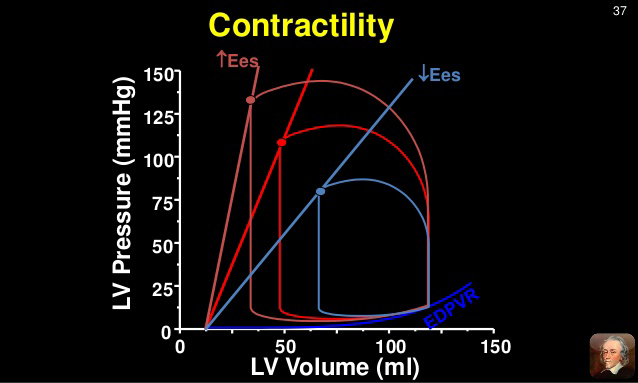 37
Contractility
↑Ees
↓Ees
LV Pressure (mmHg)
150
125
100
75
50
25
0
EDPVR
0 50 100 150
LV Volume (ml)